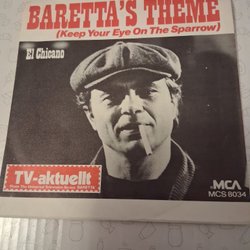 BARETTA'S THEME
(Keep Your Eye On The Sparrow)
El Chicano
TV-aktuellt
MCA
MCS 8034